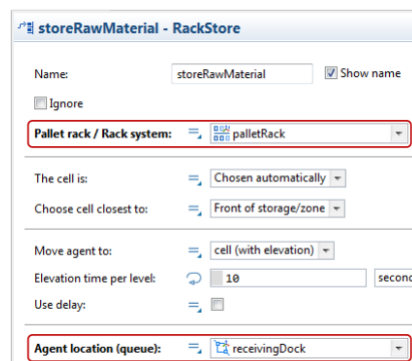 storeRawMaterial - RackStore
Name: storeRawMaterial Show name
Ignore
Pallet rack / Rack system: palletRack
The cell is: Chosen automatically
Choose cell closest to: Front of storage/zone
Move agent to: cell (with elevation)
Elevation time per level: 10 second
Use delay:
Agent location (queue): receivingDock